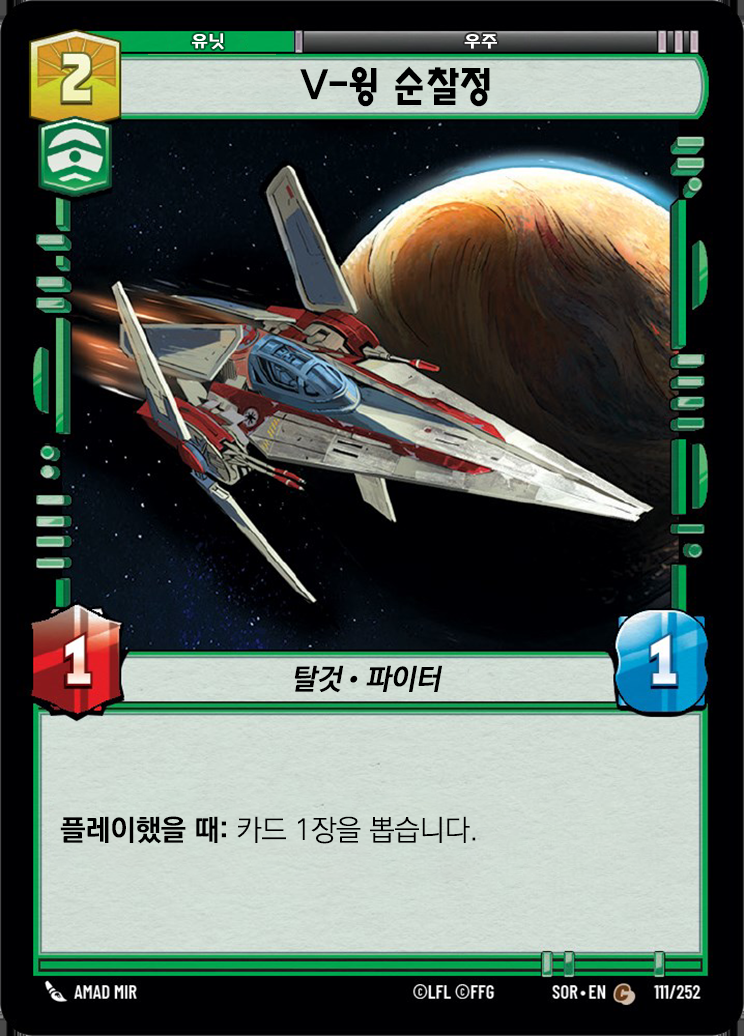 유닛
우주
2
V-윙 순찰정
1
탈것 • 파이터
1
플레이했을 때: 카드 1장을 뽑습니다.
AMAD MIR
©LFL ©FFG
SOR • EN C 111/252